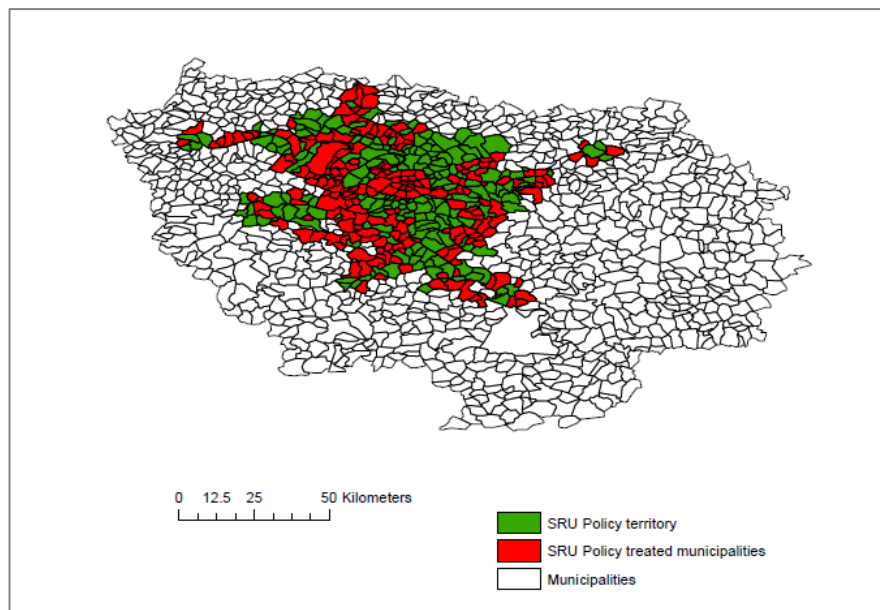 0 12.5 25 50 Kilometers
SRU Policy territory
SRU Policy treated municipalities
Municipalities